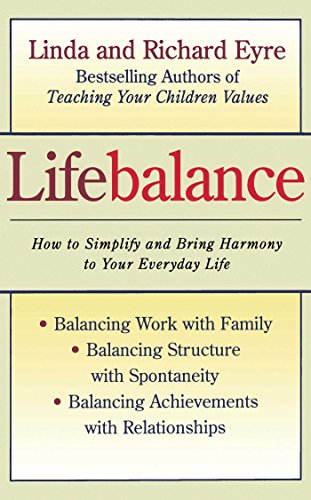 Linda and Richard Eyre
Bestselling Authors of
Teaching Your Children Values
Lifebalance
How to Simplify and Bring Harmony
to Your Everyday Life
• Balancing Work with Family
• Balancing Structure
with Spontaneity
• Balancing Achievements
with Relationships